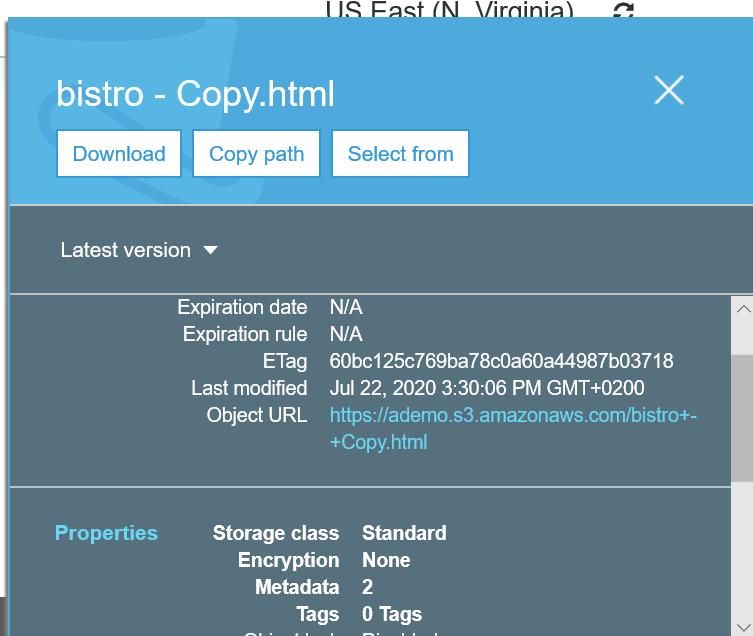 US East (N. Virginia)
bistro - Copy.html
Download Copy path Select from
Latest version
Expiration date N/A
Expiration rule N/A
ETag 60bc125c769ba78c0a60a44987b03718
Last modified Jul 22, 2020 3:30:06 PM GMT+0200
Object URL https://ademo.s3.amazonaws.com/bistro+-
+Copy.html
Properties Storage class Standard
Encryption None
Metadata 2
Tags 0 Tags